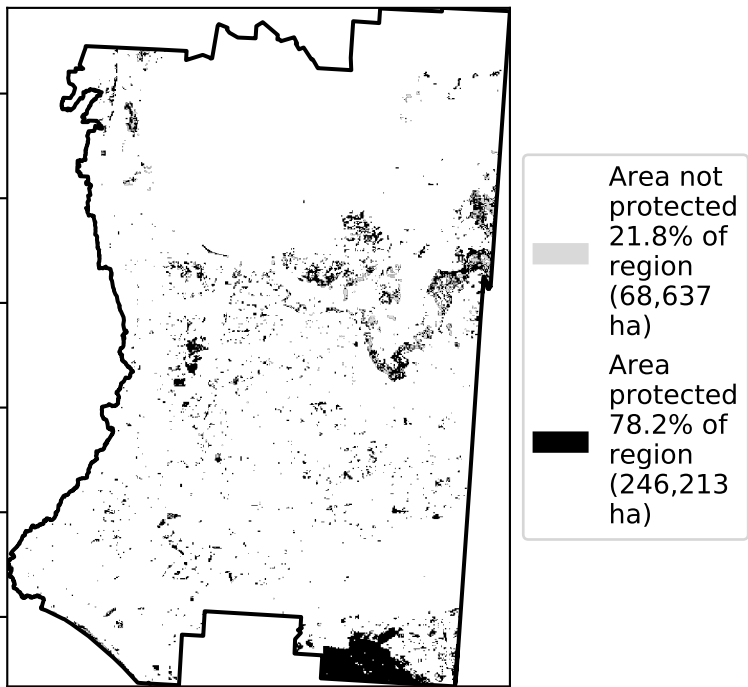 Area not
protected
21.8% of
region
(68,637
ha)
Area
protected
78.2% of
region
(246,213
ha)